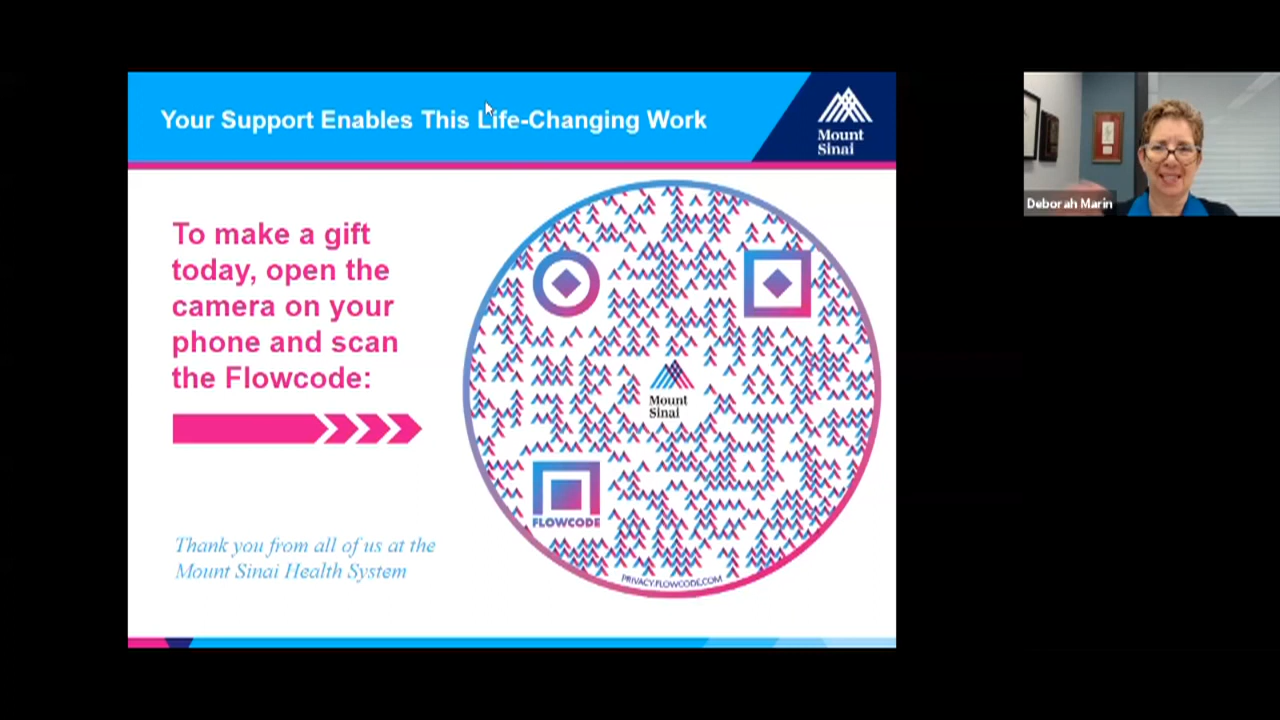 Your Support Enables This Life-Changing Work
Mount
Sinai
To make a gift
today, open the
camera on your
phone and scan
the Flowcode:
Mount
Sinai
FLOWCODE
PRIVACY.FLOWCODE.COM
Thank you from all of us at the
Mount Sinai Health System
Deborah Marin